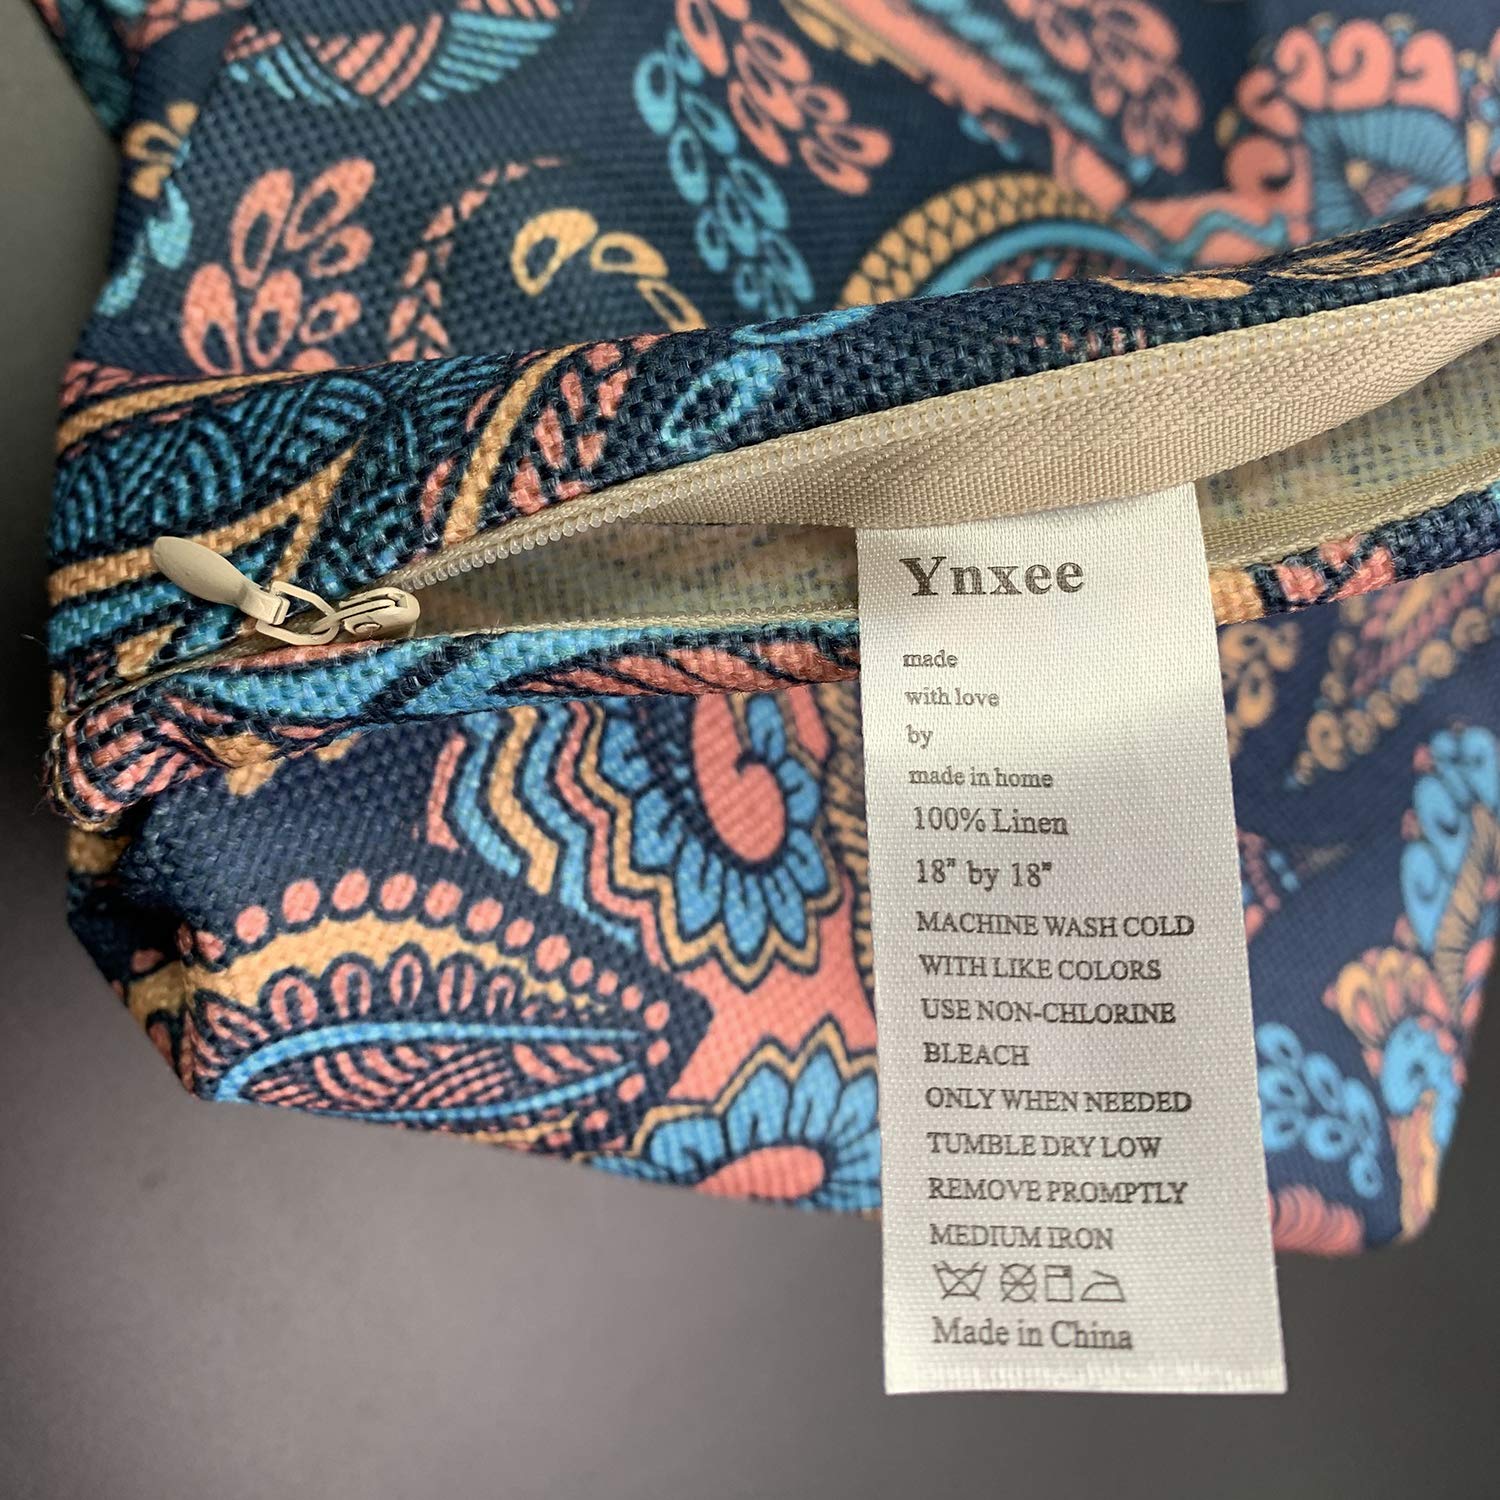 Ynxee
made
with love
by
made in home
100% Linen
18" by 18"
MACHINE WASH COLD
WITH LIKE COLORS
USE NON-CHLORINE
BLEACH
ONLY WHEN NEEDED
TUMBLE DRY LOW
REMOVE PROMPTLY
MEDIUM IRON
Made in China